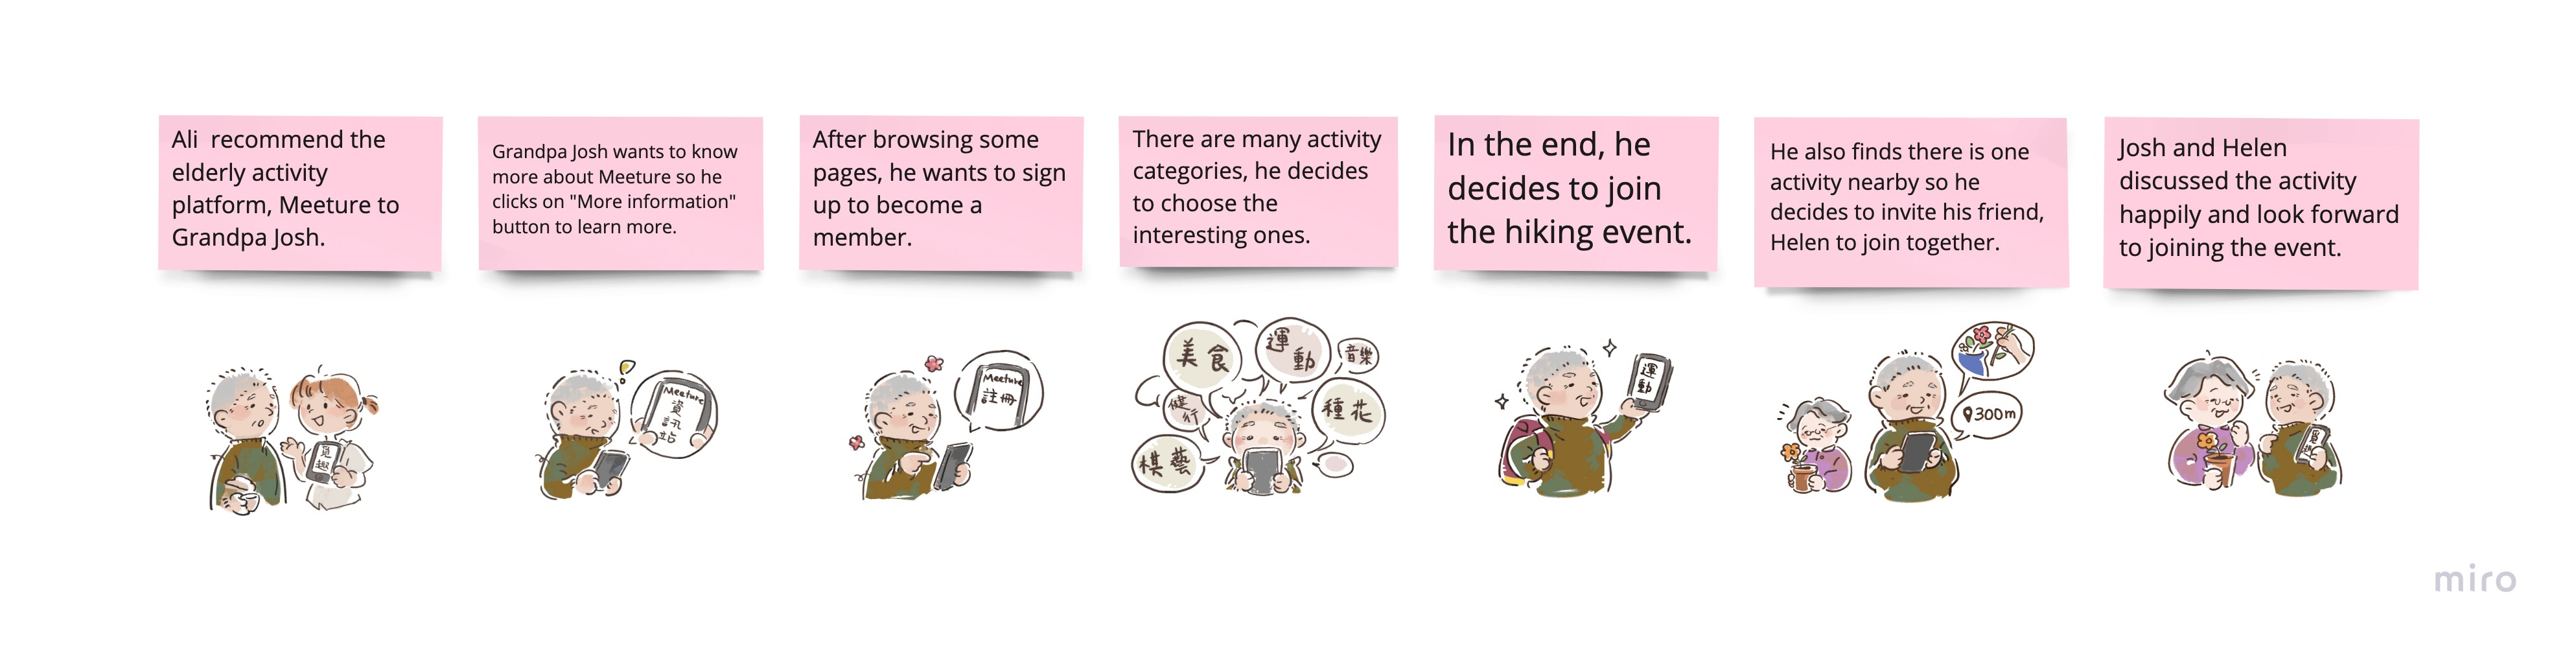 Ali  recommend the
elderly activity
platform, Meeture to
Grandpa Josh.
Grandpa Josh wants to know
more about Meeture so he
clicks on "More information"
button to learn more.
After browsing some
pages, he wants to sign
up to become a
member.
There are many activity
categories, he decides
to choose the
interesting ones.
In the end, he
decides to join
the hiking event.
He also finds there is one
activity nearby so he
decides to invite his friend,
Helen to join together.
Josh and Helen
discussed the activity
happily and look forward
to joining the event.
覓
趣
Meeture
資
訊
站
Meeture
註冊
美食
運
動
音樂
健
行
種花
棋藝
運
動
300m
覓
miro